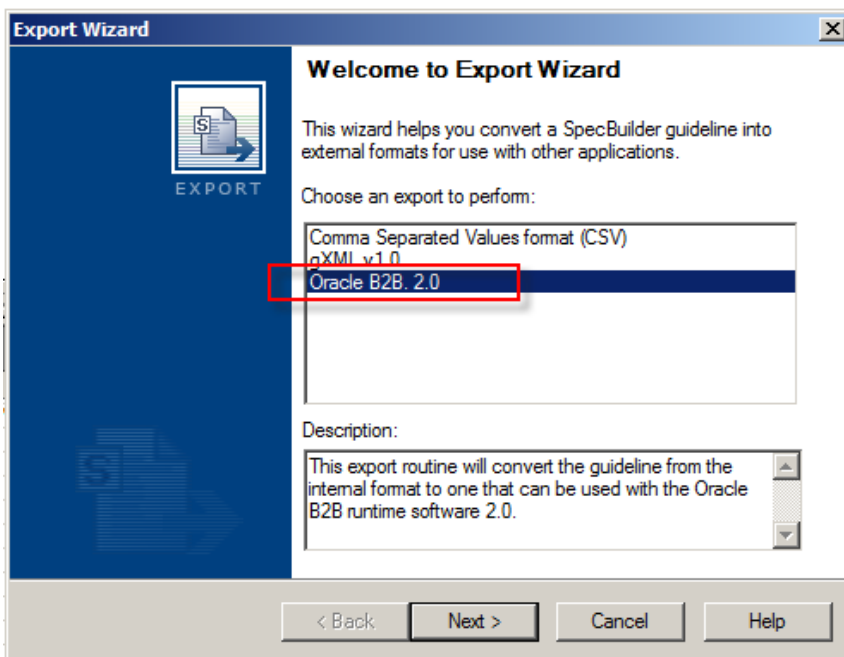 Export Wizard
Welcome to Export Wizard
This wizard helps you convert a SpecBuilder guideline into
external formats for use with other applications.
EXPORT
Choose an export to perform:
Comma Separated Values format (CSV)
gXML v1.0
Oracle B2B. 2.0
Description:
This export routine will convert the guideline from the
internal format to one that can be used with the Oracle
B2B runtime software 2.0.
< Back
Next >
Cancel
Help